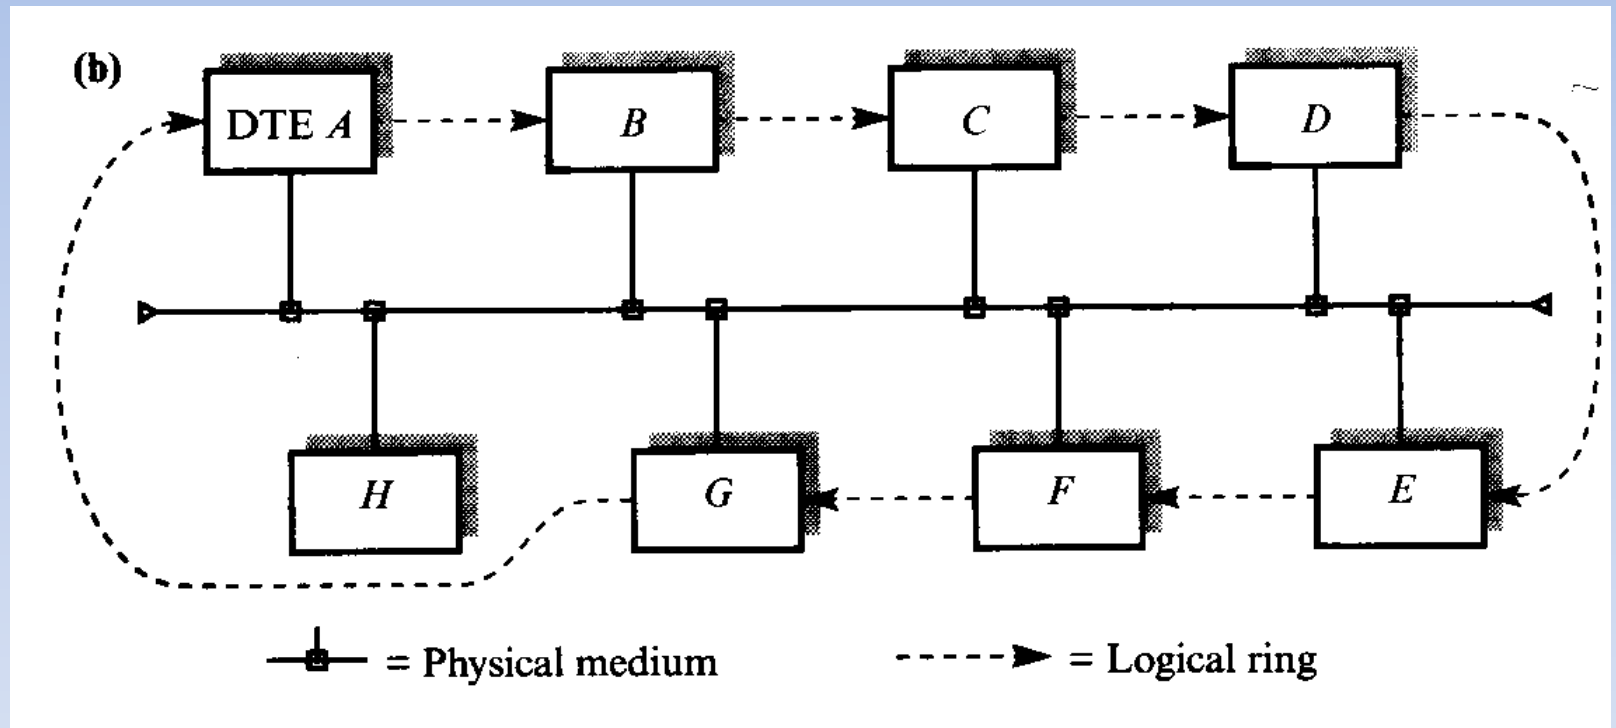 (b)
DTE A
B
C
D
H
G
F
E
= Physical medium
= Logical ring